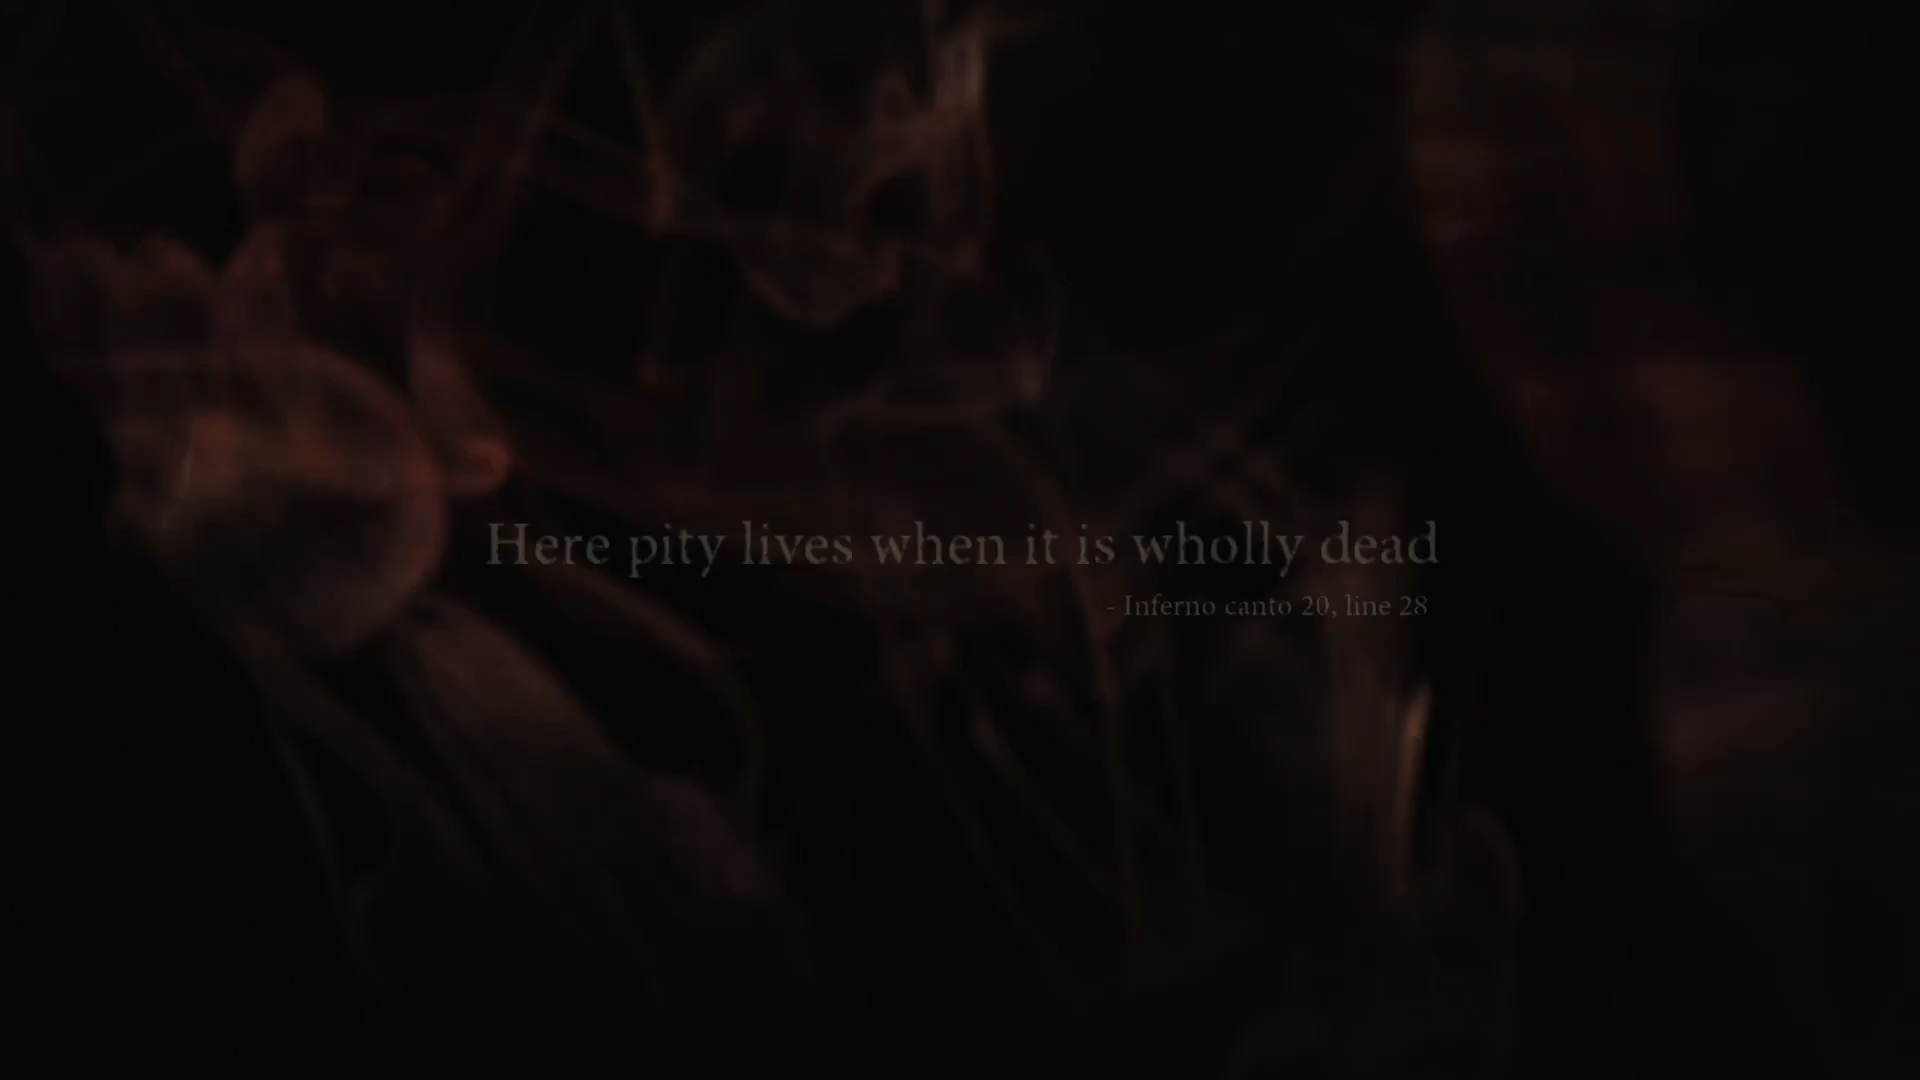 Here pity lives when it is wholly dead
- Inferno canto 20, line 28